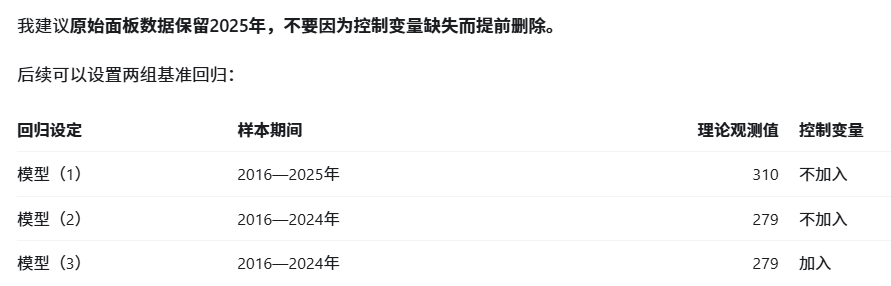 我建议原始面板数据保留2025年，不要因为控制变量缺失而提前删除。
后续可以设置两组基准回归：
回归设定 样本期间 理论观测值 控制变量
模型（1） 2016—2025年 310 不加入
模型（2） 2016—2024年 279 不加入
模型（3） 2016—2024年 279 加入